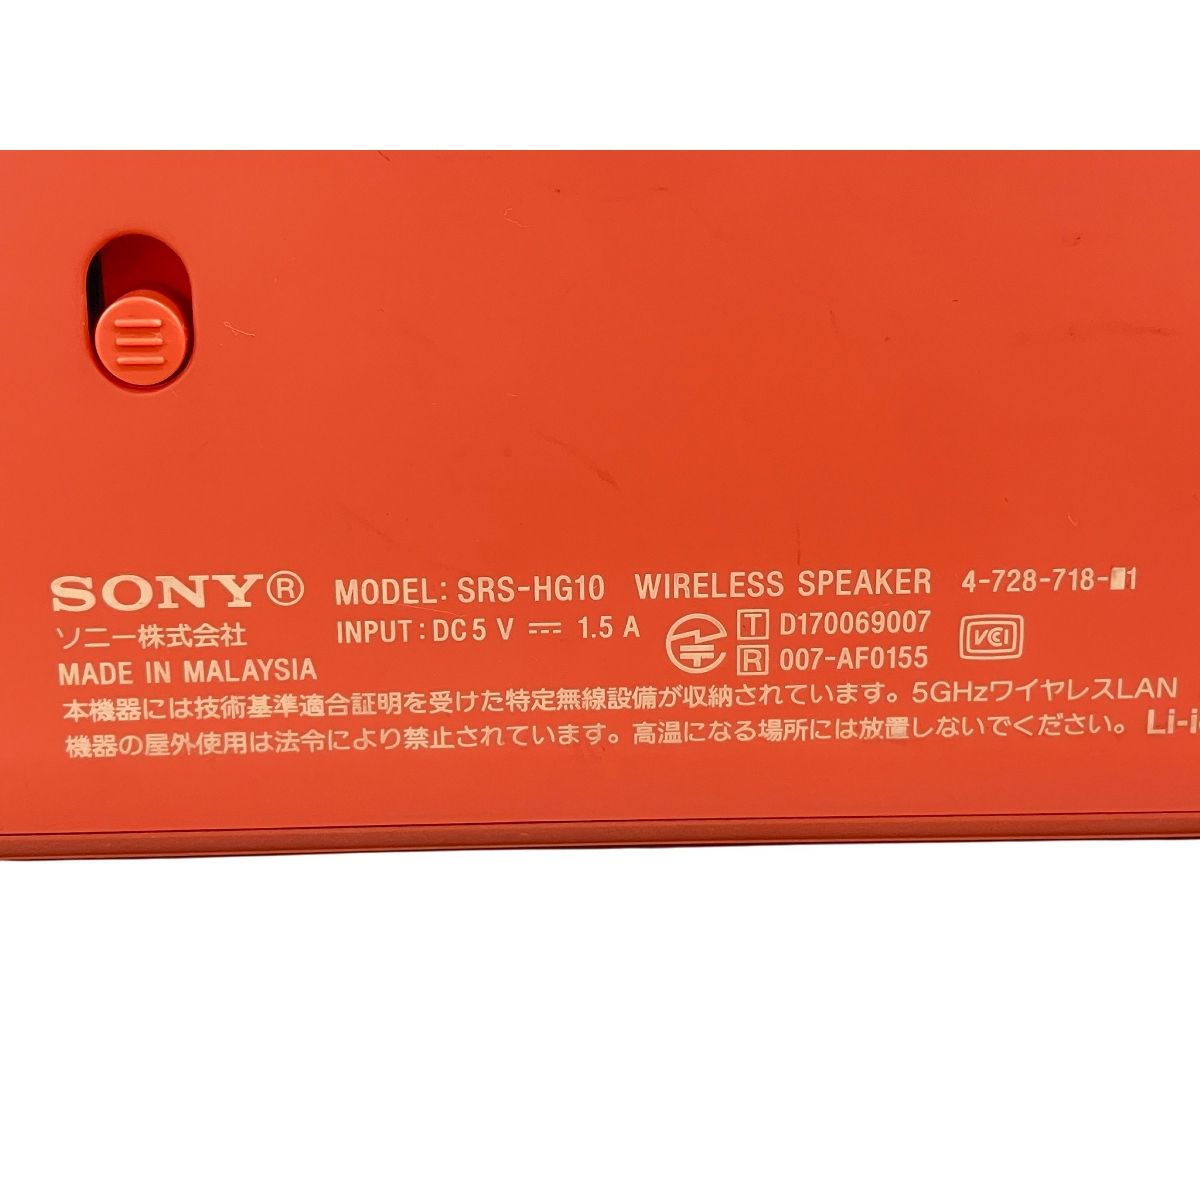 SONY® MODEL: SRS-HG10 WIRELESS SPEAKER 4-728-718-■1
ソニー株式会社 INPUT: DC 5 V ⎓ 1.5 A T D170069007 VCCI
MADE IN MALAYSIA R 007-AF0155
本機器には技術基準適合証明を受けた特定無線設備が収納されています。5GHzワイヤレスLAN
機器の屋外使用は法令により禁止されています。高温になる場所には放置しないでください。 Li-i